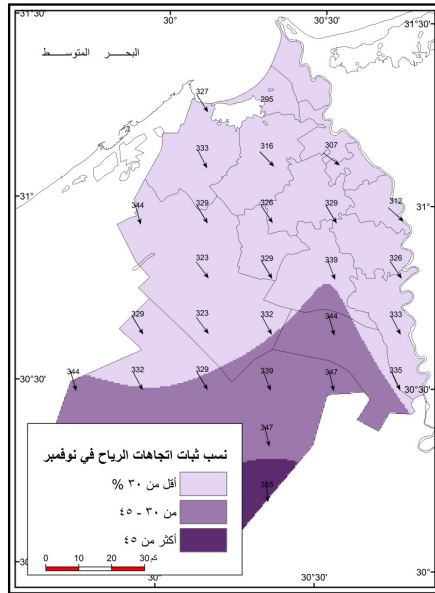 30° 30°30'
31°30' 31°30'
البحر المتوسط
327
295
333 316 307
31° 31°
344 329 326 329 312
323 329 339 326
329 323 332 344 333
344 332 329 339 347 335
30°30' 30°30'
347
355
نسب ثبات اتجاهات الرياح في نوفمبر
أقل من ٣٠ %
من ٣٠ - ٤٥
أكثر من ٤٥
0 10 20 30 كم
30° 30°
30° 30°30'